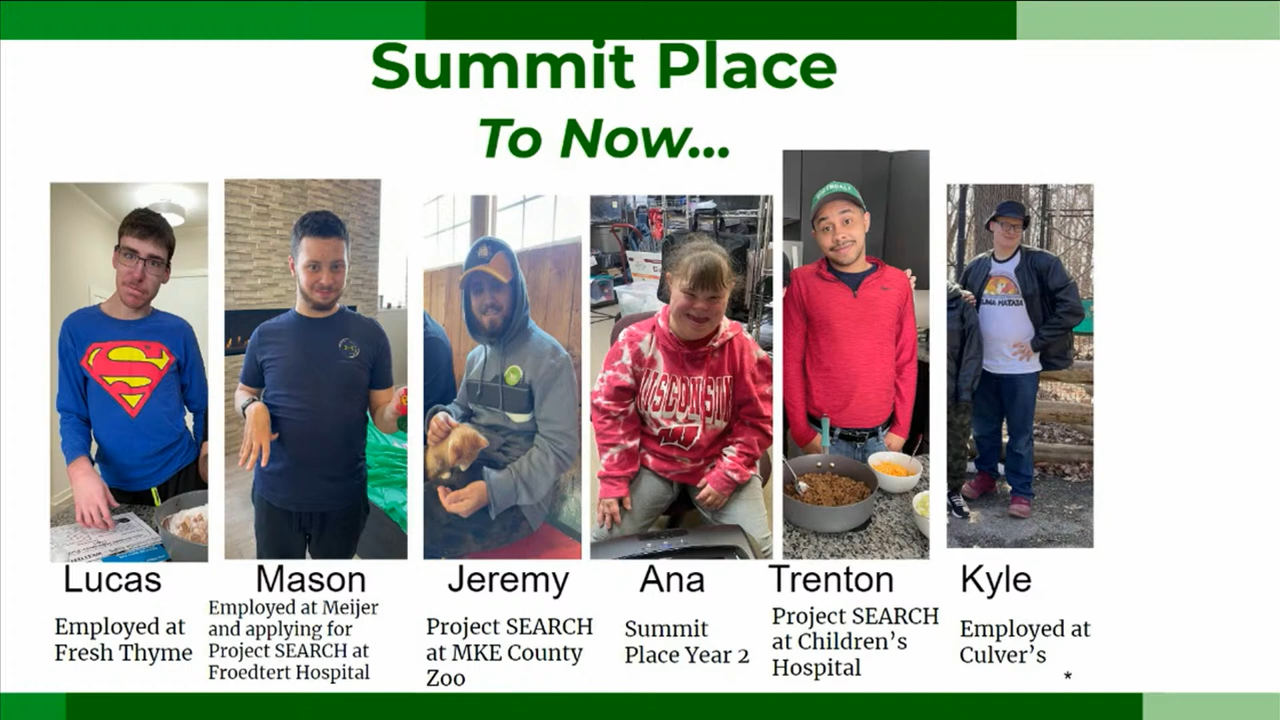 Summit Place
To Now...
WISCONSIN
W
Lucas
Mason
Jeremy
Ana
Trenton
Kyle
Employed at
Fresh Thyme
Employed at Meijer
and applying for
Project SEARCH at
Froedtert Hospital
Project SEARCH
at MKE County
Zoo
Summit
Place Year 2
Project SEARCH
at Children's
Hospital
Employed at
Culver's
*